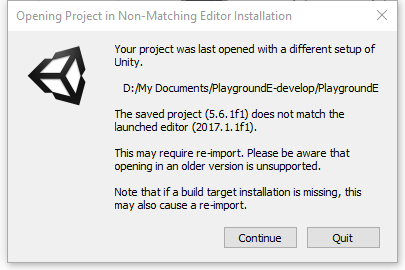 Opening Project in Non-Matching Editor Installation
Your project was last opened with a different setup of
Unity.
D:/My Documents/PlaygroundE-develop/PlaygroundE
The saved project (5.6.1f1) does not match the
launched editor (2017.1.1f1).
This may require re-import. Please be aware that
opening in an older version is unsupported.
Note that if a build target installation is missing, this
may also cause a re-import.
Continue
Quit